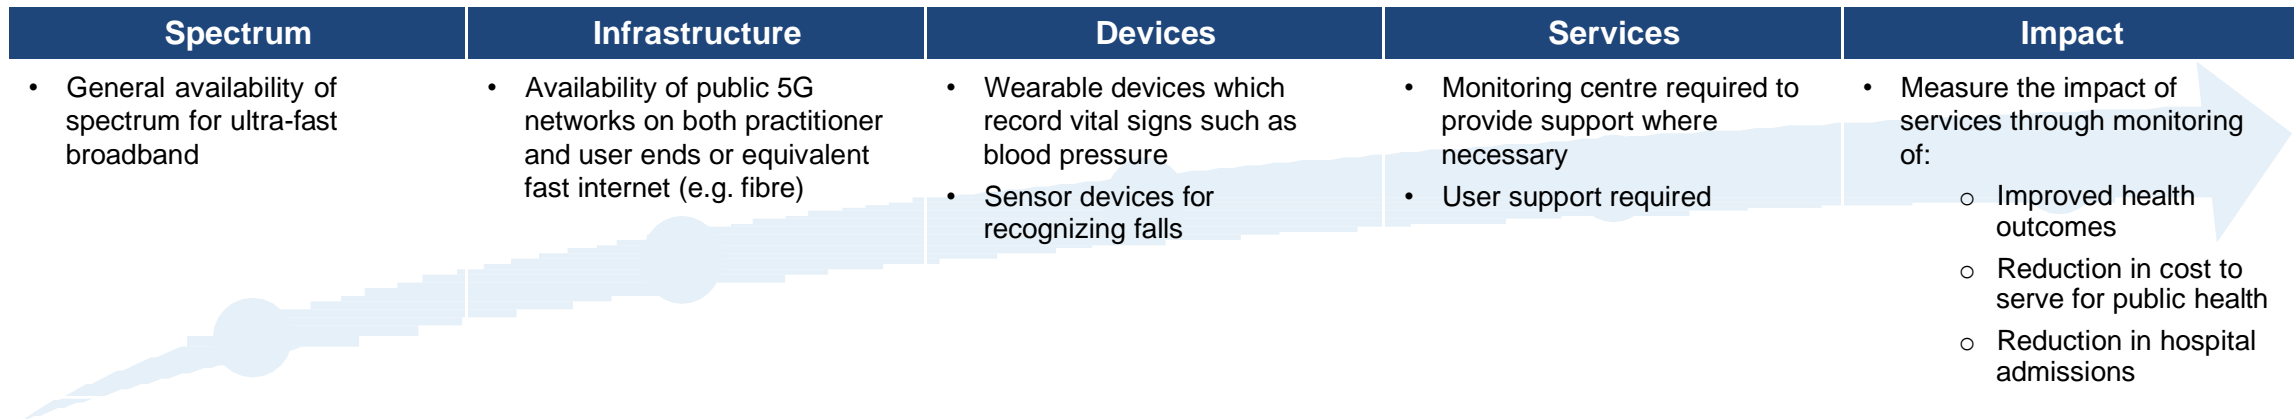 Spectrum
Infrastructure
Devices
Services
Impact
• General availability of
spectrum for ultra-fast
broadband
• Availability of public 5G
networks on both practitioner
and user ends or equivalent
fast internet (e.g. fibre)
• Wearable devices which
record vital signs such as
blood pressure
• Sensor devices for
recognizing falls
• Monitoring centre required to
provide support where
necessary
• User support required
• Measure the impact of
services through monitoring
of:
o Improved health
outcomes
o Reduction in cost to
serve for public health
o Reduction in hospital
admissions